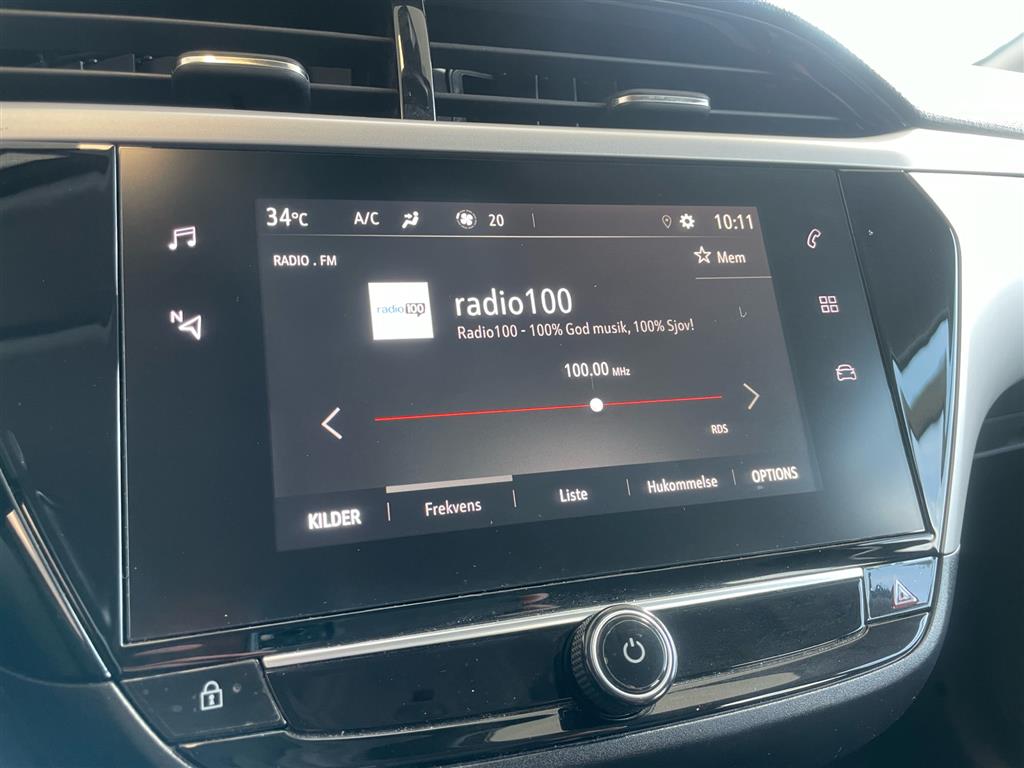 34°C A/C 20 10:11
RADIO . FM
Mem
radio100
radio100
Radio100 - 100% God musik, 100% Sjov!
N
100.00 MHz
RDS
KILDER Frekvens Liste Hukommelse OPTIONS